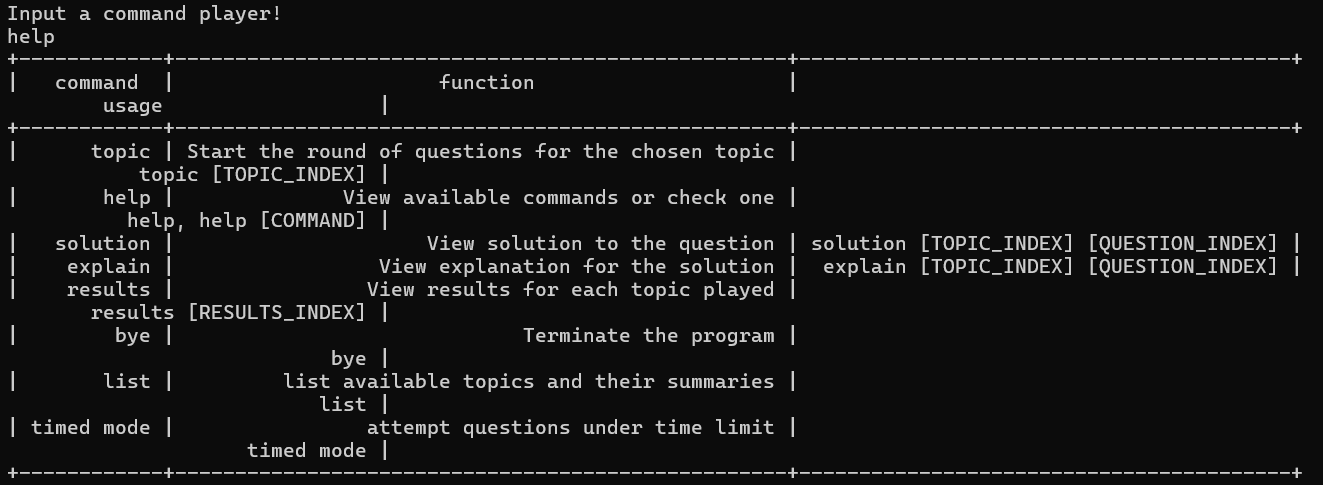 Input a command player!
help
+------------+---------------------------------------------------+-----------------------------------------+
|   command  |                      function                     |
        usage                  |
+------------+---------------------------------------------------+-----------------------------------------+
|      topic | Start the round of questions for the chosen topic |
           topic [TOPIC_INDEX] |
|       help |              View available commands or check one |
          help, help [COMMAND] |
|   solution |                     View solution to the question | solution [TOPIC_INDEX] [QUESTION_INDEX] |
|    explain |                 View explanation for the solution |  explain [TOPIC_INDEX] [QUESTION_INDEX] |
|    results |                View results for each topic played |
       results [RESULTS_INDEX] |
|        bye |                             Terminate the program |
                           bye |
|       list |         list available topics and their summaries |
                          list |
| timed mode |                attempt questions under time limit |
                    timed mode |
+------------+---------------------------------------------------+-----------------------------------------+